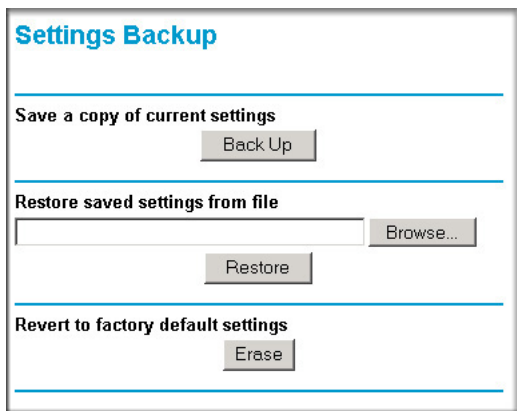 Settings Backup
Save a copy of current settings
Back Up
Restore saved settings from file
Browse...
Restore
Revert to factory default settings
Erase